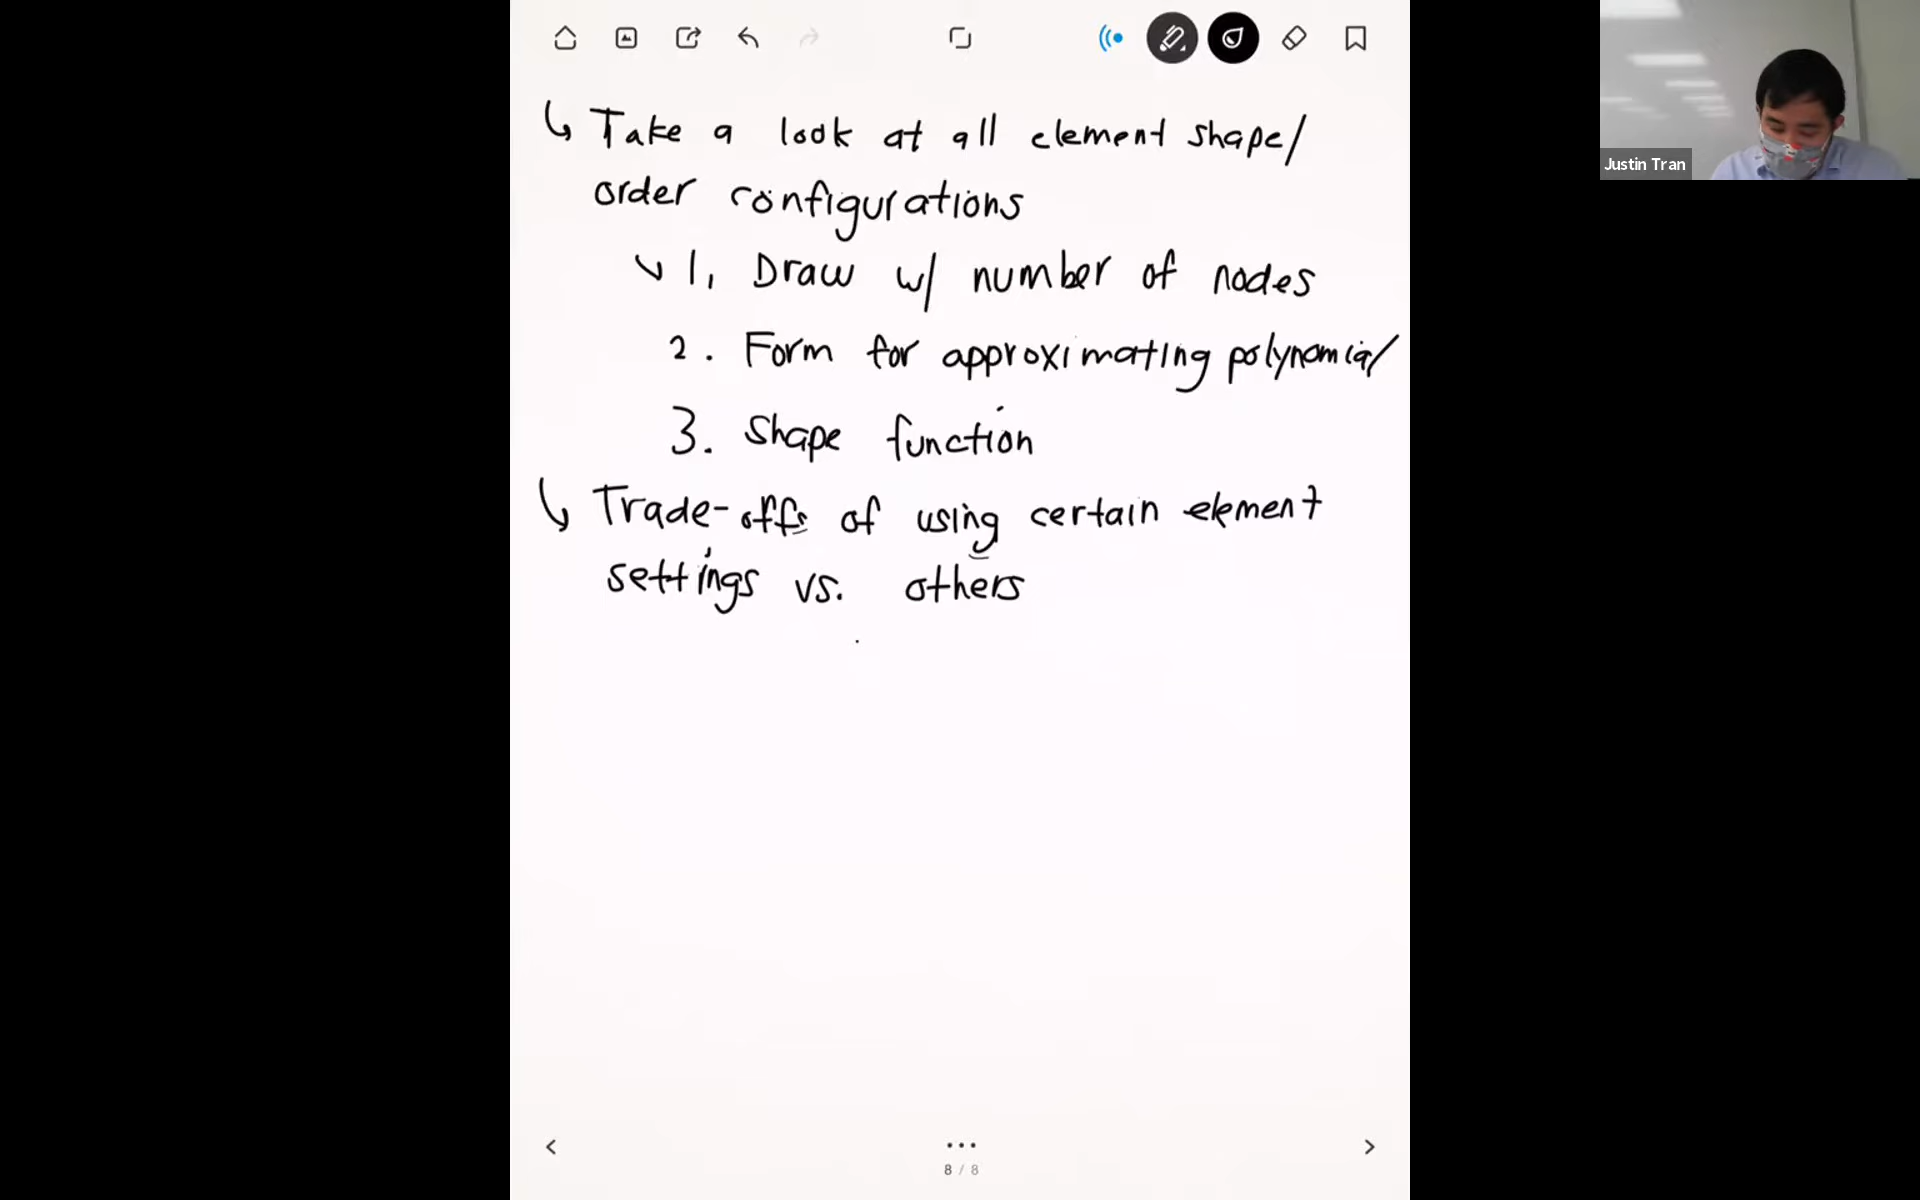 Justin Tran
↳ Take a look at all element shape/
order configurations
↳ 1. Draw w/ number of nodes
2. Form for approximating polynomial
3. Shape function
↳ Trade-offs of using certain element
settings vs. others
8 / 8